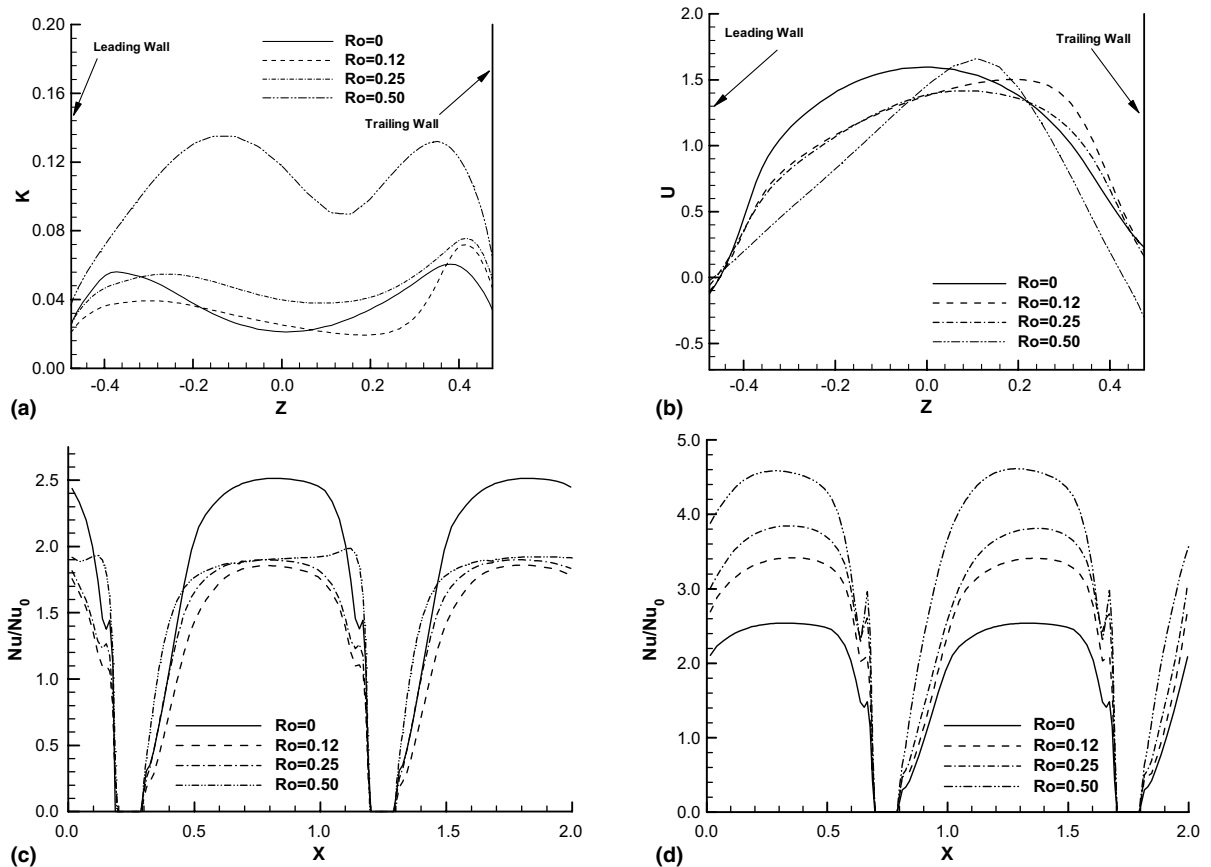 0.20
0.16
0.12
0.08
0.04
0.00
K
Leading Wall
Trailing Wall
Ro=0
Ro=0.12
Ro=0.25
Ro=0.50
-0.4 -0.2 0.0 0.2 0.4
Z
(a)
2.0
1.5
1.0
0.5
0.0
-0.5
U
Leading Wall
Trailing Wall
Ro=0
Ro=0.12
Ro=0.25
Ro=0.50
-0.4 -0.2 0.0 0.2 0.4
Z
(b)
2.5
2.0
1.5
1.0
0.5
0.0
Nu/Nu0
Ro=0
Ro=0.12
Ro=0.25
Ro=0.50
0.0 0.5 1.0 1.5 2.0
X
(c)
5.0
4.0
3.0
2.0
1.0
0.0
Nu/Nu0
Ro=0
Ro=0.12
Ro=0.25
Ro=0.50
0.0 0.5 1.0 1.5 2.0
X
(d)